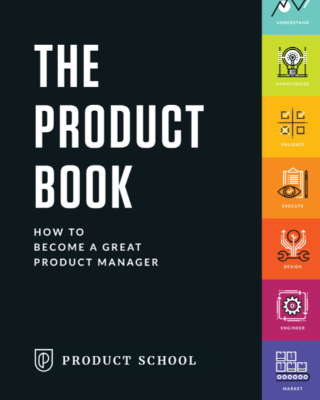 THE
PRODUCT
BOOK
HOW TO
BECOME A GREAT
PRODUCT MANAGER
PRODUCT SCHOOL
UNDERSTAND
HYPOTHESIZE
VALIDATE
EXECUTE
DESIGN
ENGINEER
MARKET